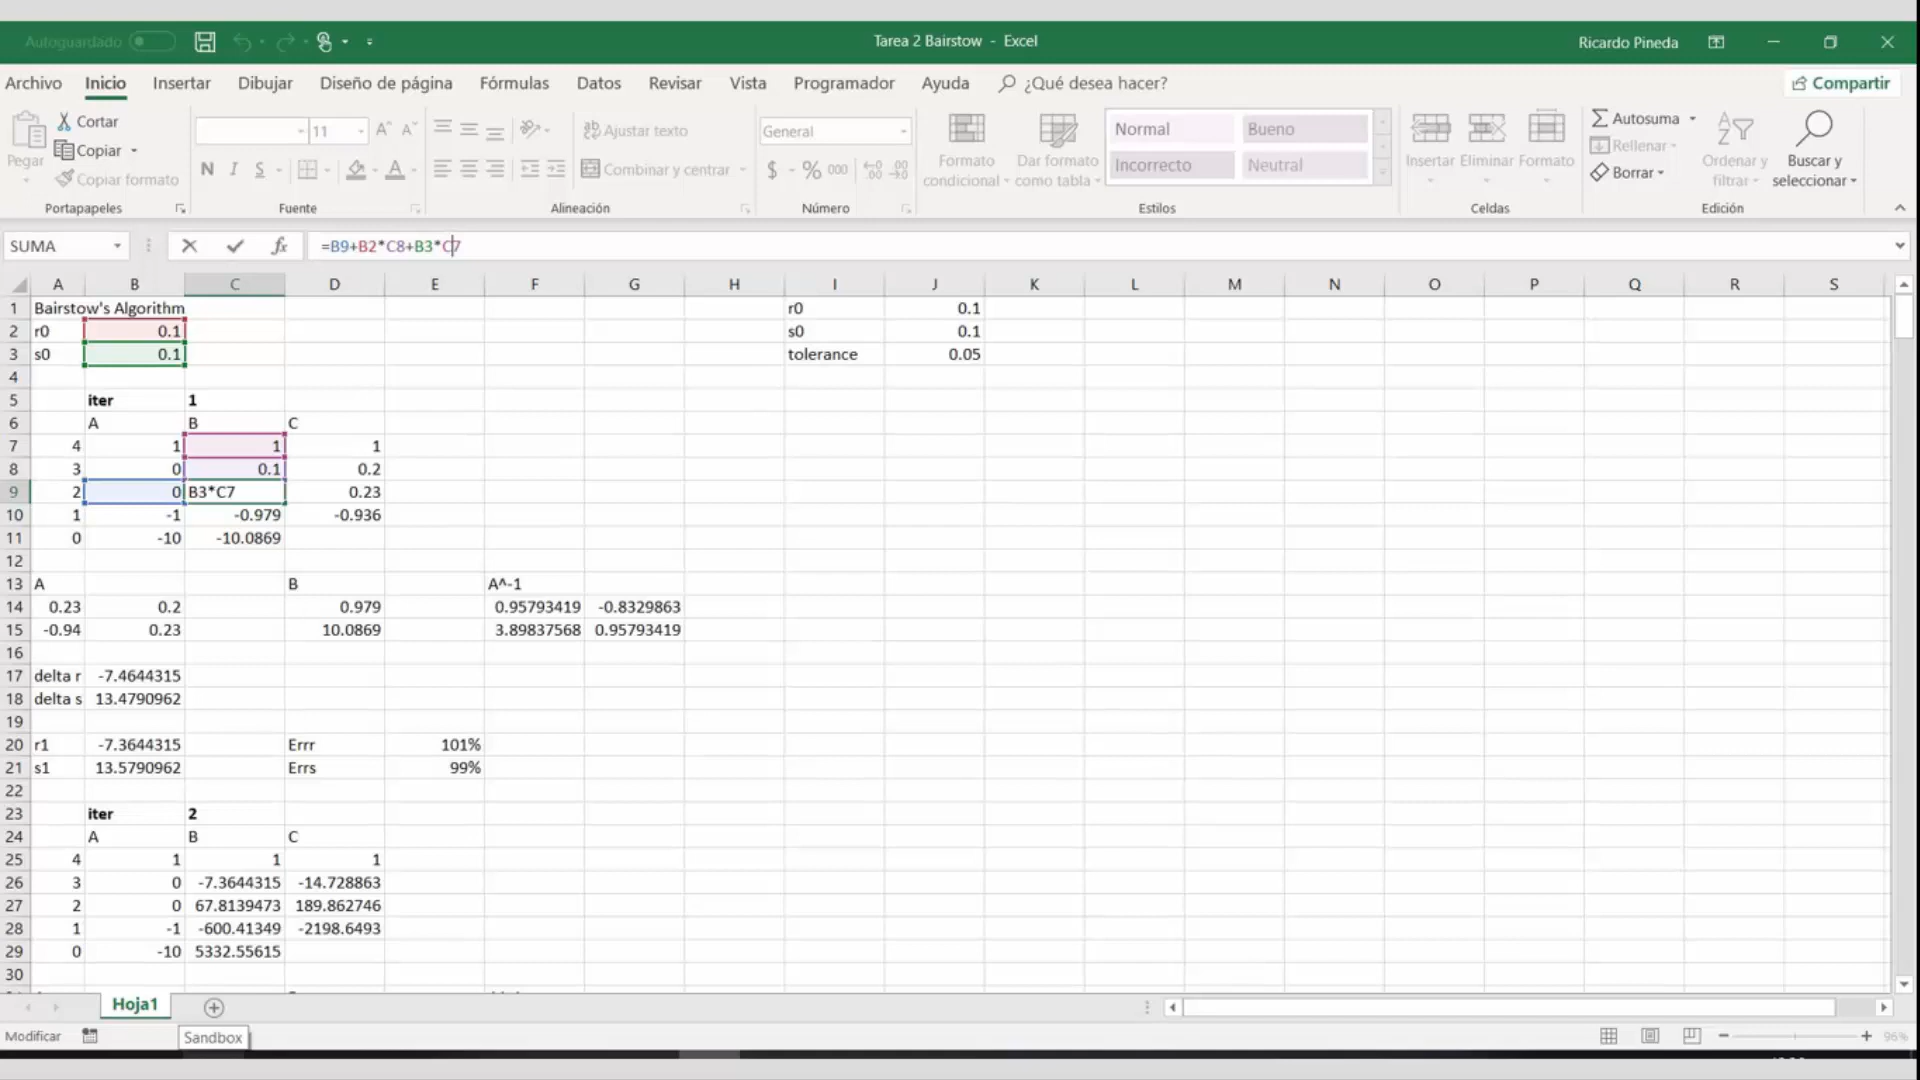 Autoguardado
Tarea 2 Bairstow - Excel
Ricardo Pineda
Archivo Inicio Insertar Dibujar Diseño de página Fórmulas Datos Revisar Vista Programador Ayuda ¿Qué desea hacer? Compartir
Pegar
Cortar
Copiar
Copiar formato
Portapapeles
11
N I S
Fuente
Ajustar texto
Combinar y centrar
Alineación
General
$ % 000
Número
Formato condicional
Dar formato como tabla
Normal Bueno
Incorrecto Neutral
Estilos
Insertar Eliminar Formato
Celdas
Autosuma
Rellenar
Borrar
Ordenar y filtrar
Buscar y seleccionar
Edición
SUMA fx =B9+B2*C8+B3*C7
A B C D E F G H I J K L M N O P Q R S
1 Bairstow's Algorithm r0 0.1
2 r0 0.1 s0 0.1
3 s0 0.1 tolerance 0.05
4
5 iter 1
6 A B C
7 4 1 1 1
8 3 0 0.1 0.2
9 2 0 B3*C7 0.23
10 1 -1 -0.979 -0.936
11 0 -10 -10.0869
12
13 A B A^-1
14 0.23 0.2 0.979 0.95793419 -0.8329863
15 -0.94 0.23 10.0869 3.89837568 0.95793419
16
17 delta r -7.4644315
18 delta s 13.4790962
19
20 r1 -7.3644315 Errr 101%
21 s1 13.5790962 Errs 99%
22
23 iter 2
24 A B C
25 4 1 1 1
26 3 0 -7.3644315 -14.728863
27 2 0 67.8139473 189.862746
28 1 -1 -600.41349 -2198.6493
29 0 -10 5332.55615
30
Hoja1
Modificar
Sandbox
96%